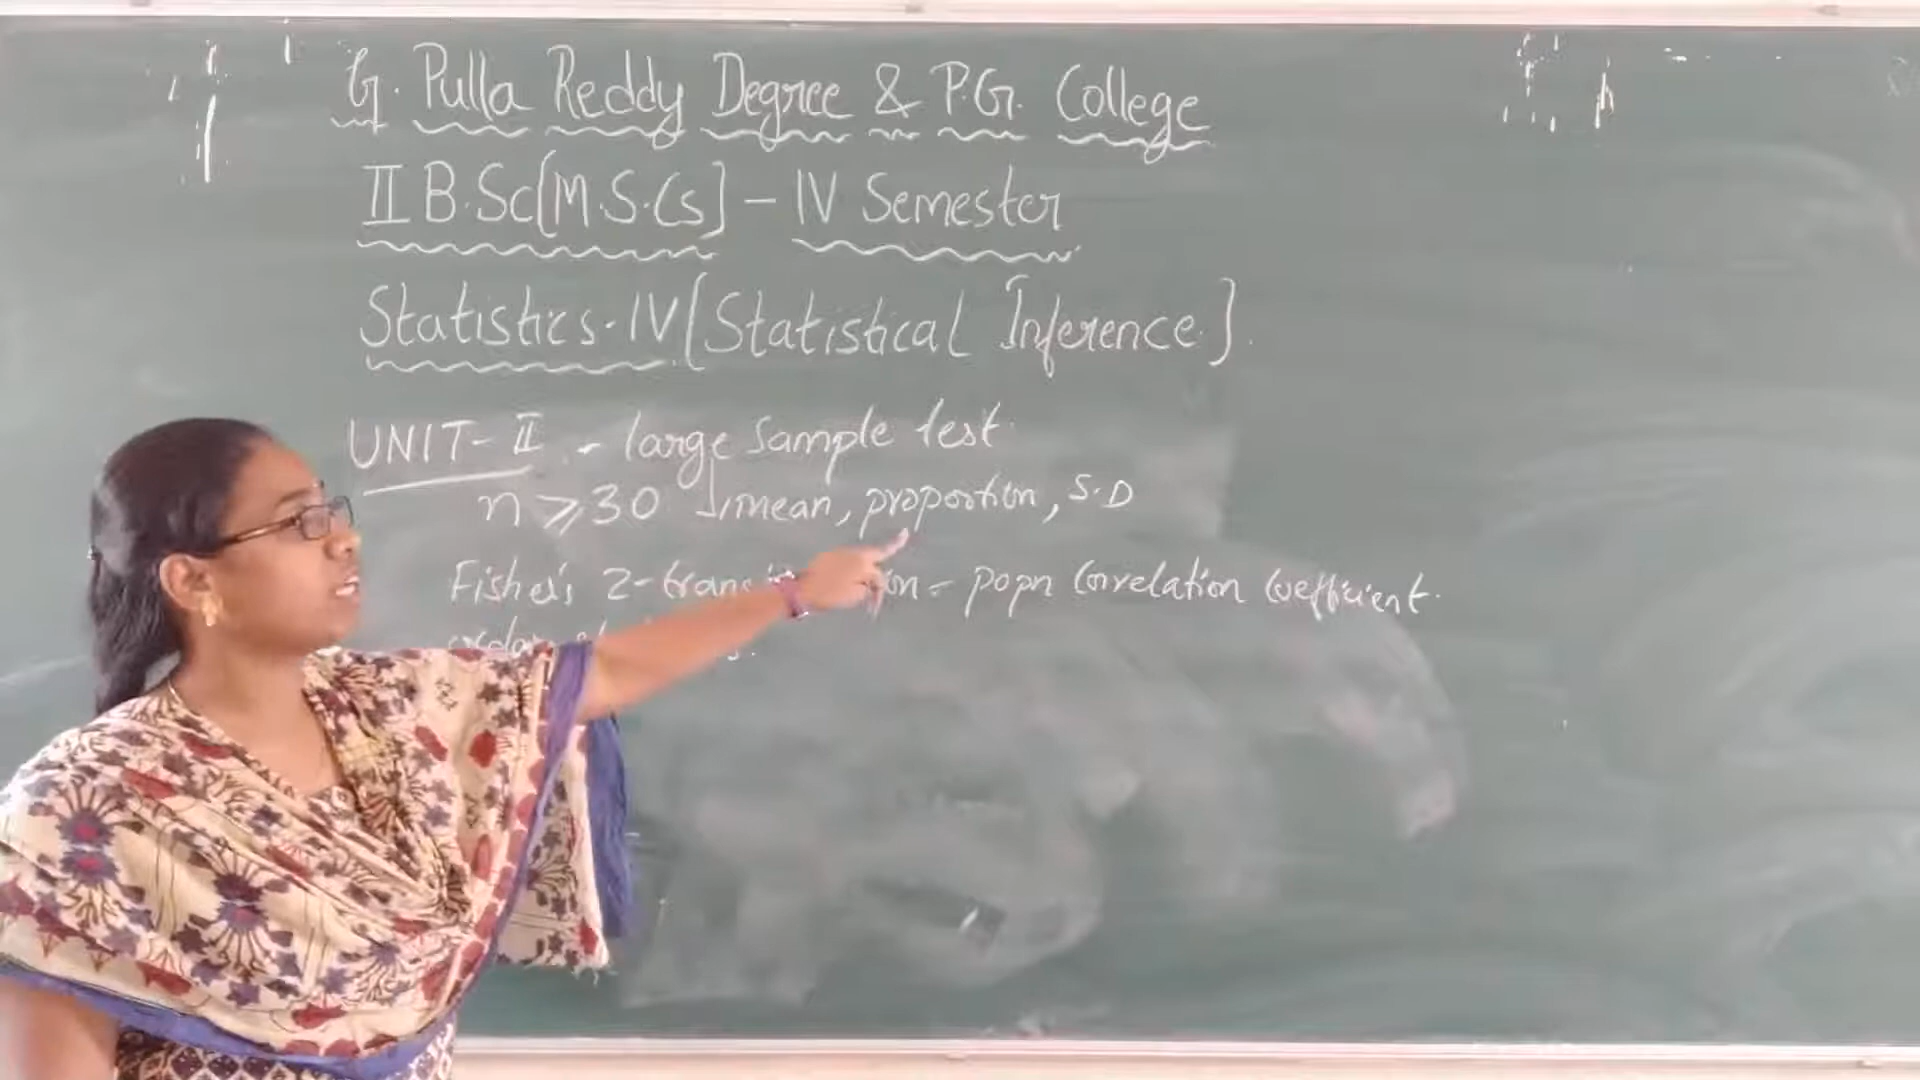 G. Pulla Reddy Degree & P.G. College
II B.Sc[M.S.Cs] - IV Semester
Statistics-IV [Statistical Inference.]
UNIT-II - large sample test.
n ≥ 30 mean, proportion, S.D
Fisher's Z- - popn Correlation Coefficient.